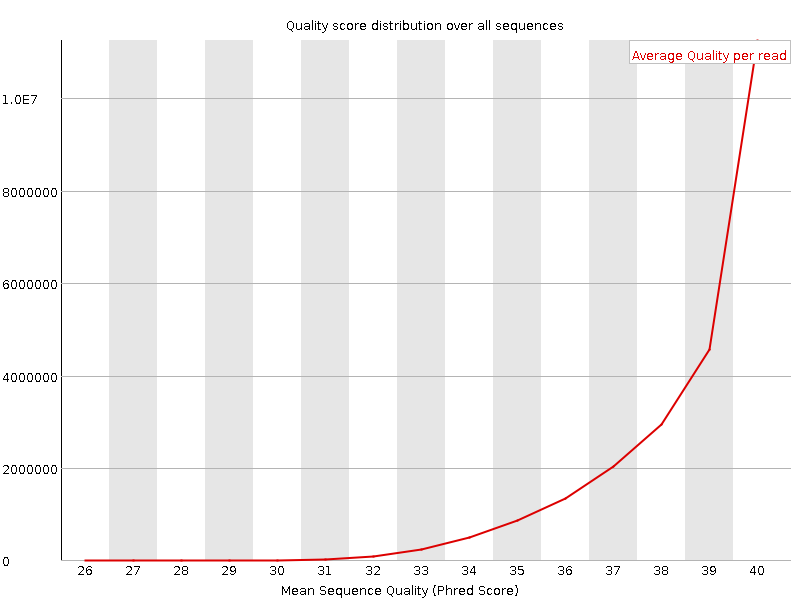 Quality score distribution over all sequences
Average Quality per read
1.0E7
8000000
6000000
4000000
2000000
0
26 27 28 29 30 31 32 33 34 35 36 37 38 39 40
Mean Sequence Quality (Phred Score)